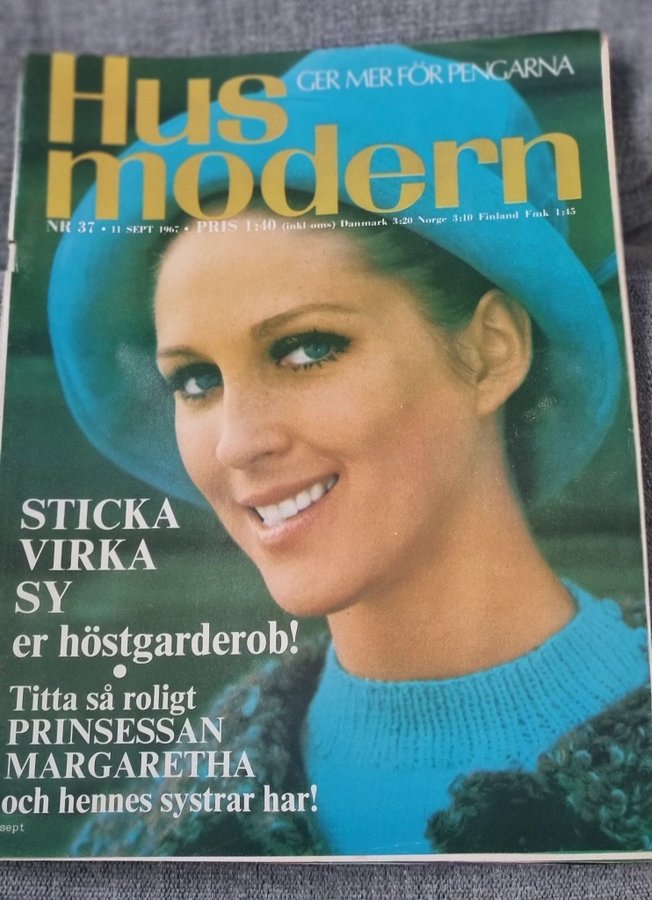 Hus
GER MER FÖR PENGARNA
modern
NR 37 • 11 SEPT 1967 • PRIS 1:40 (inkl oms) Danmark 3:20 Norge 3:10 Finland Fmk 1:45
STICKA
VIRKA
SY
er höstgarderob!
•
Titta så roligt
PRINSESSAN
MARGARETHA
och hennes systrar har!
sept